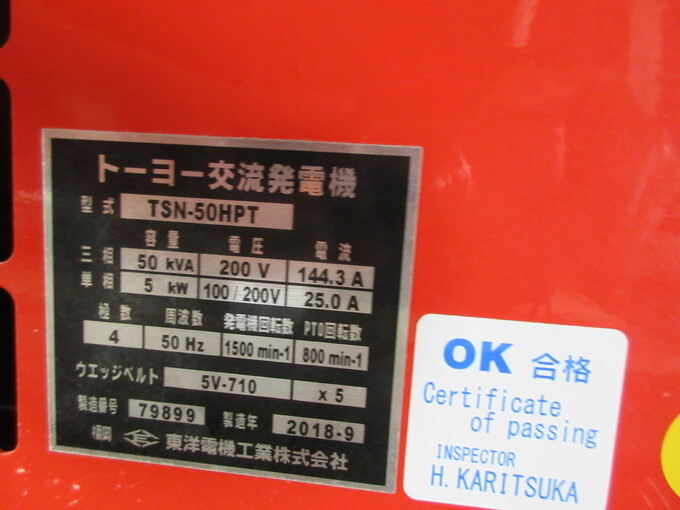 トーヨー交流発電機
型式 TSN-50HPT
容量 電圧 電流
三相 50 kVA 200 V 144.3 A
単相 5 kW 100/200V 25.0 A
極数 周波数 発電機回転数 PTO回転数
4 50 Hz 1500 min-1 800 min-1
ウエッジベルト 5V-710 x 5
製造番号 79899 製造年 2018-9
福岡 東洋電機工業株式会社
OK 合格
Certificate
of passing
INSPECTOR
H. KARITSUKA